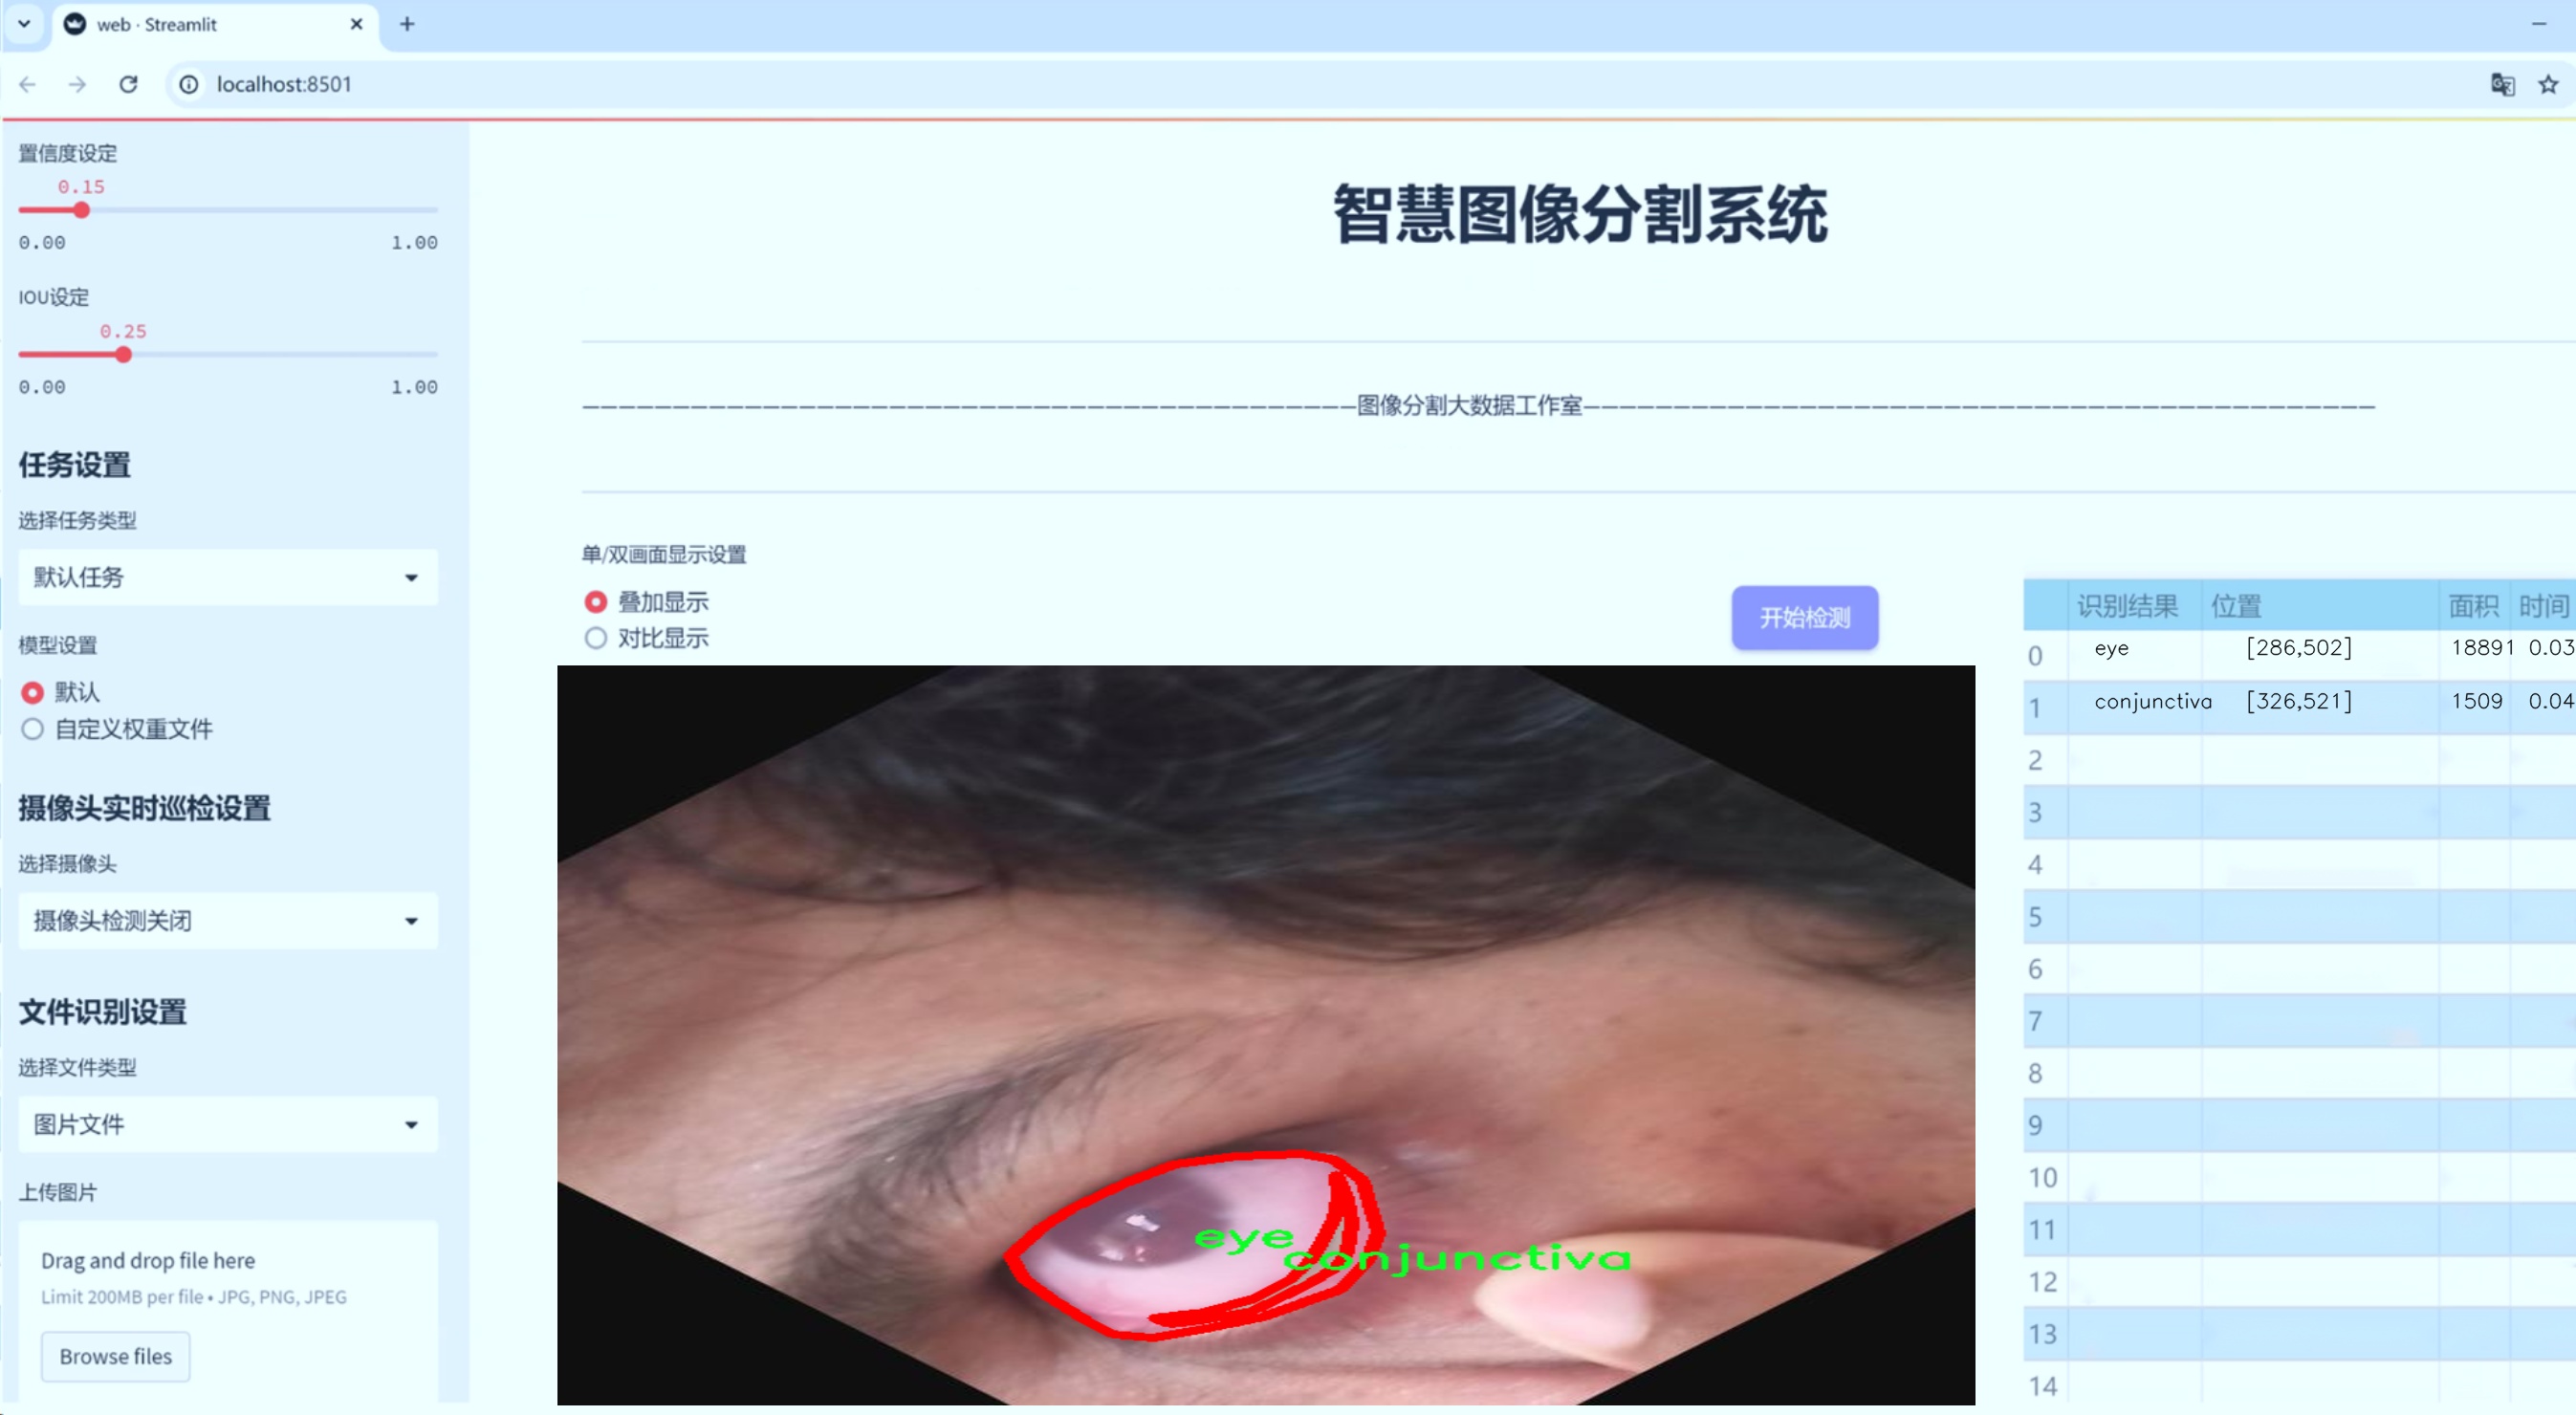 web · Streamlit
localhost:8501
置信度设定
0.15
0.00 1.00
IOU设定
0.25
0.00 1.00
任务设置
选择任务类型
默认任务
模型设置
默认
自定义权重文件
摄像头实时巡检设置
选择摄像头
摄像头检测关闭
文件识别设置
选择文件类型
图片文件
上传图片
Drag and drop file here
Limit 200MB per file • JPG, PNG, JPEG
Browse files
智慧图像分割系统
图像分割大数据工作室
单/双画面显示设置
叠加显示
对比显示
开始检测
eye
conjunctiva
识别结果 位置 面积 时间
0 eye [286,502] 18891 0.03
1 conjunctiva [326,521] 1509 0.04
2
3
4
5
6
7
8
9
10
11
12
13
14